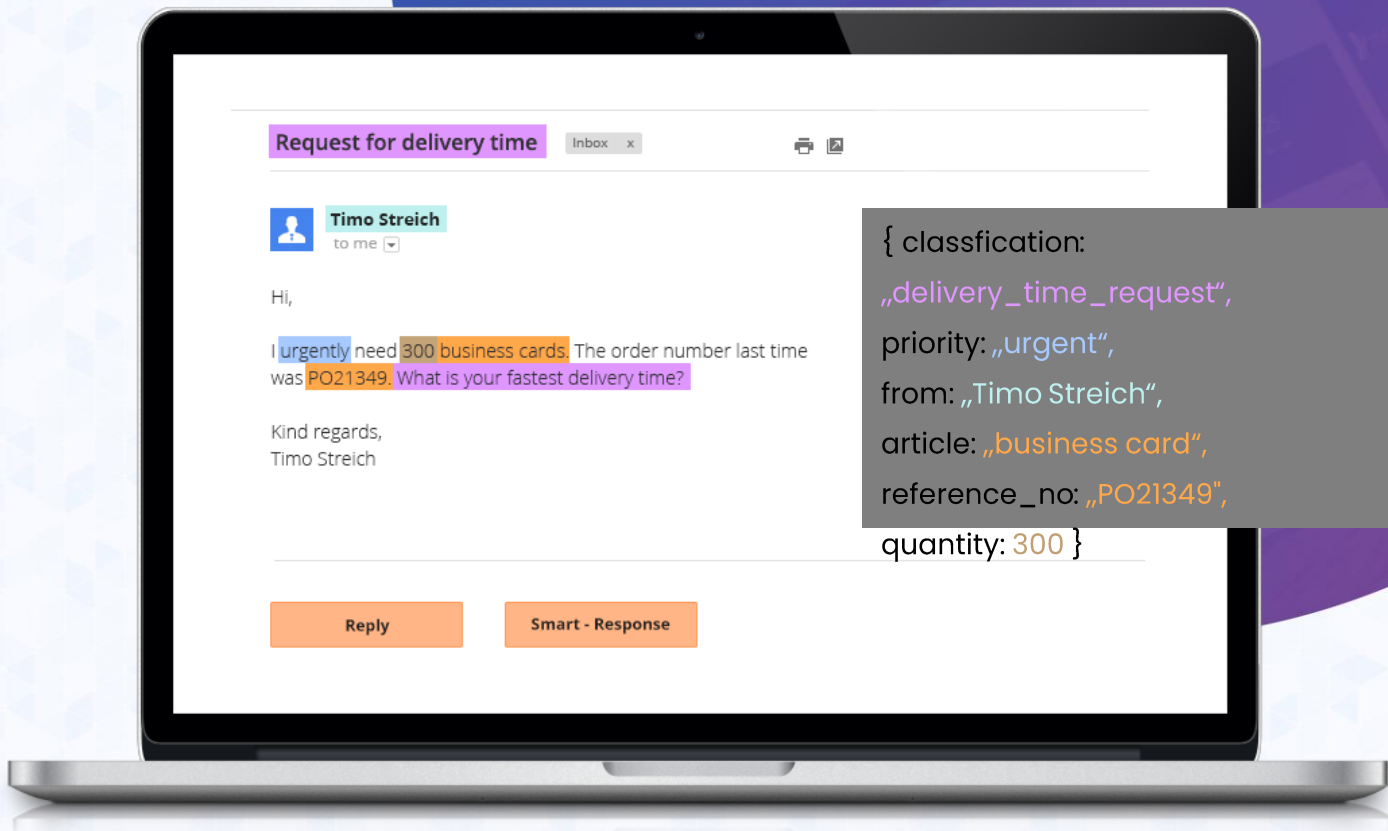 Request for delivery time
Inbox x
Timo Streich
to me
Hi,
I urgently need 300 business cards. The order number last time
was PO21349. What is your fastest delivery time?
Kind regards,
Timo Streich
Reply
Smart - Response
{ classfication:
„delivery_time_request“,
priority: „urgent“,
from: „Timo Streich“,
article: „business card“,
reference_no: „PO21349",
quantity: 300 }